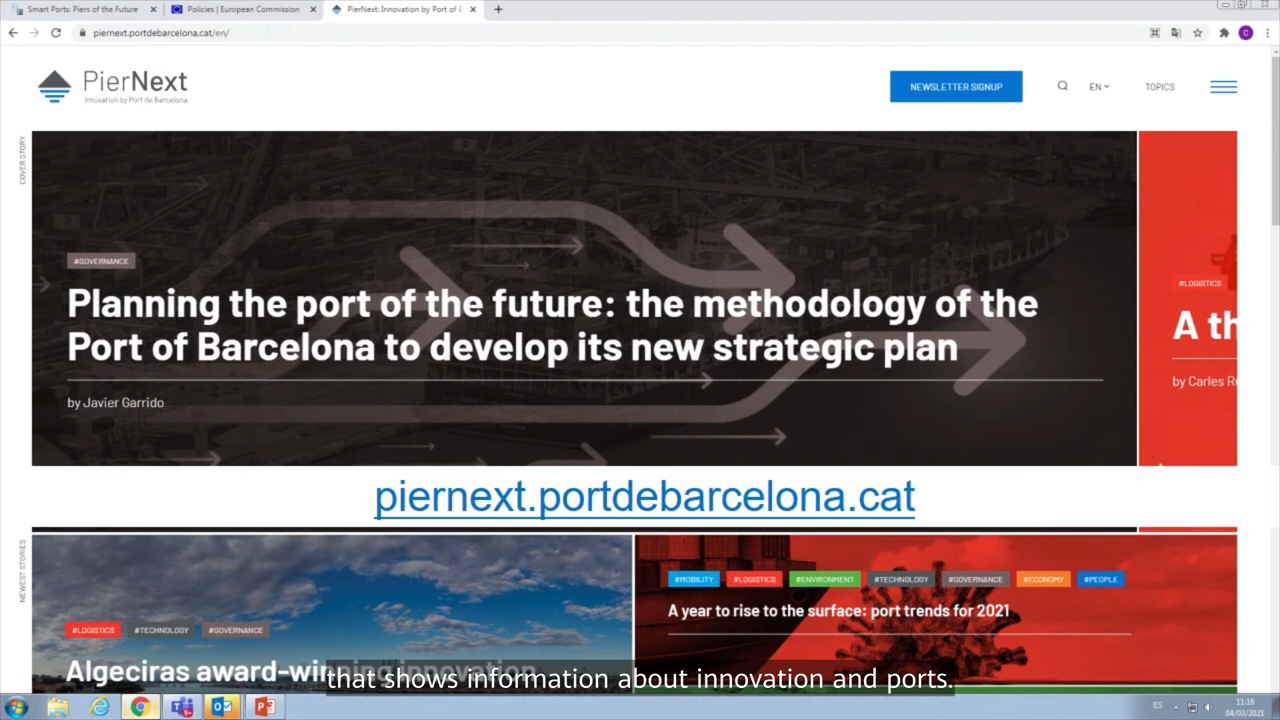 Smart Ports: Piers of the Future
Policies | European Commission
PierNext: Innovation by Port of B
piernext.portdebarcelona.cat/en/
C
PierNext
Innovation by Port de Barcelona
NEWSLETTER SIGNUP
EN
TOPICS
COVER STORY
#GOVERNANCE
Planning the port of the future: the methodology of the
Port of Barcelona to develop its new strategic plan
by Javier Garrido
#LOGISTICS
A th
by Carles R
piernext.portdebarcelona.cat
NEWEST STORIES
#LOGISTICS #TECHNOLOGY #GOVERNANCE
Algeciras award-winning innovation
#MOBILITY #LOGISTICS #ENVIRONMENT #TECHNOLOGY #GOVERNANCE #ECONOMY #PEOPLE
A year to rise to the surface: port trends for 2021
that shows information about innovation and ports.
ES
11:16
04/03/2021